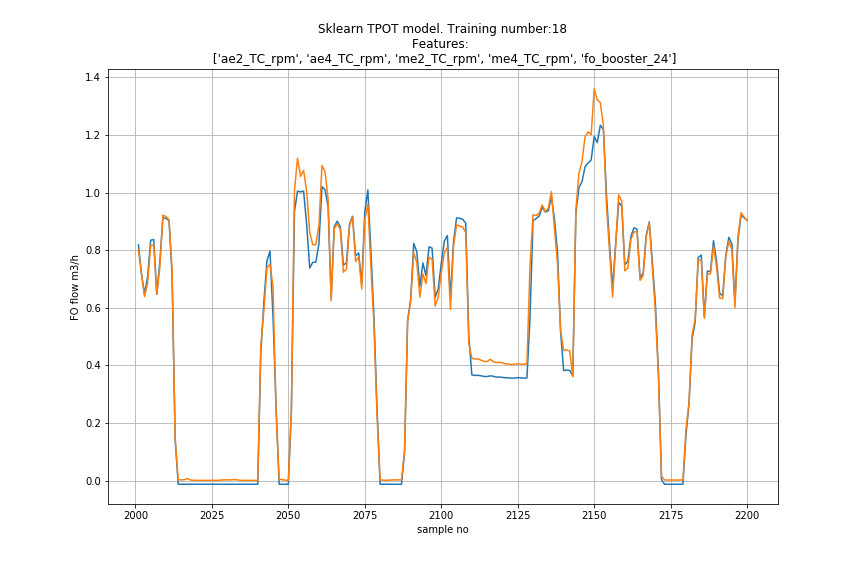 Sklearn TPOT model. Training number:18
Features:
['ae2_TC_rpm', 'ae4_TC_rpm', 'me2_TC_rpm', 'me4_TC_rpm', 'fo_booster_24']
1.4
1.2
1.0
0.8
0.6
0.4
0.2
0.0
FO flow m3/h
2000 2025 2050 2075 2100 2125 2150 2175 2200
sample no